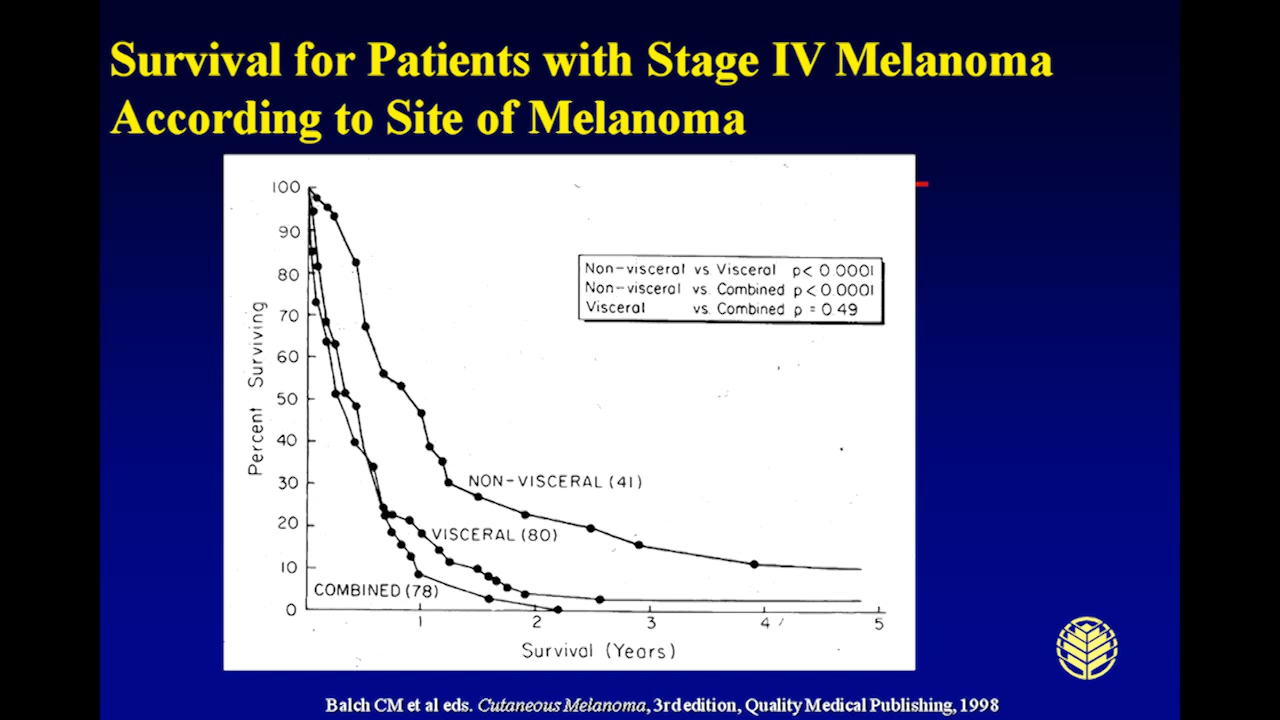 Survival for Patients with Stage IV Melanoma
According to Site of Melanoma
100
90
80
70
60
50
40
30
20
10
0
Percent Surviving
Non-visceral vs Visceral p < 0.0001
Non-visceral vs. Combined p < 0.0001
Visceral vs. Combined p = 0.49
NON-VISCERAL (41)
VISCERAL (80)
COMBINED (78)
1 2 3 4 5
Survival (Years)
Balch CM et al eds. Cutaneous Melanoma, 3rd edition, Quality Medical Publishing, 1998